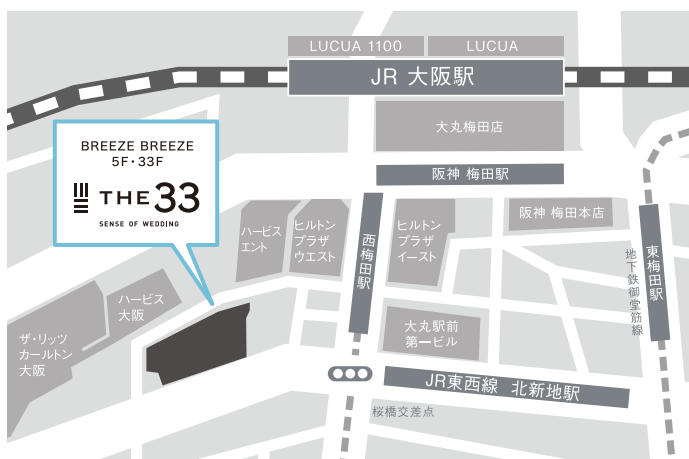 LUCUA 1100
LUCUA
JR 大阪駅
大丸梅田店
阪神 梅田駅
BREEZE BREEZE
5F・33F
THE 33
SENSE OF WEDDING
ハービス
エント
ヒルトン
プラザ
ウエスト
西梅田駅
ヒルトン
プラザ
イースト
阪神 梅田本店
東梅田駅
地下鉄御堂筋線
ハービス
大阪
ザ・リッツ
カールトン
大阪
大丸駅前
第一ビル
JR東西線 北新地駅
桜橋交差点